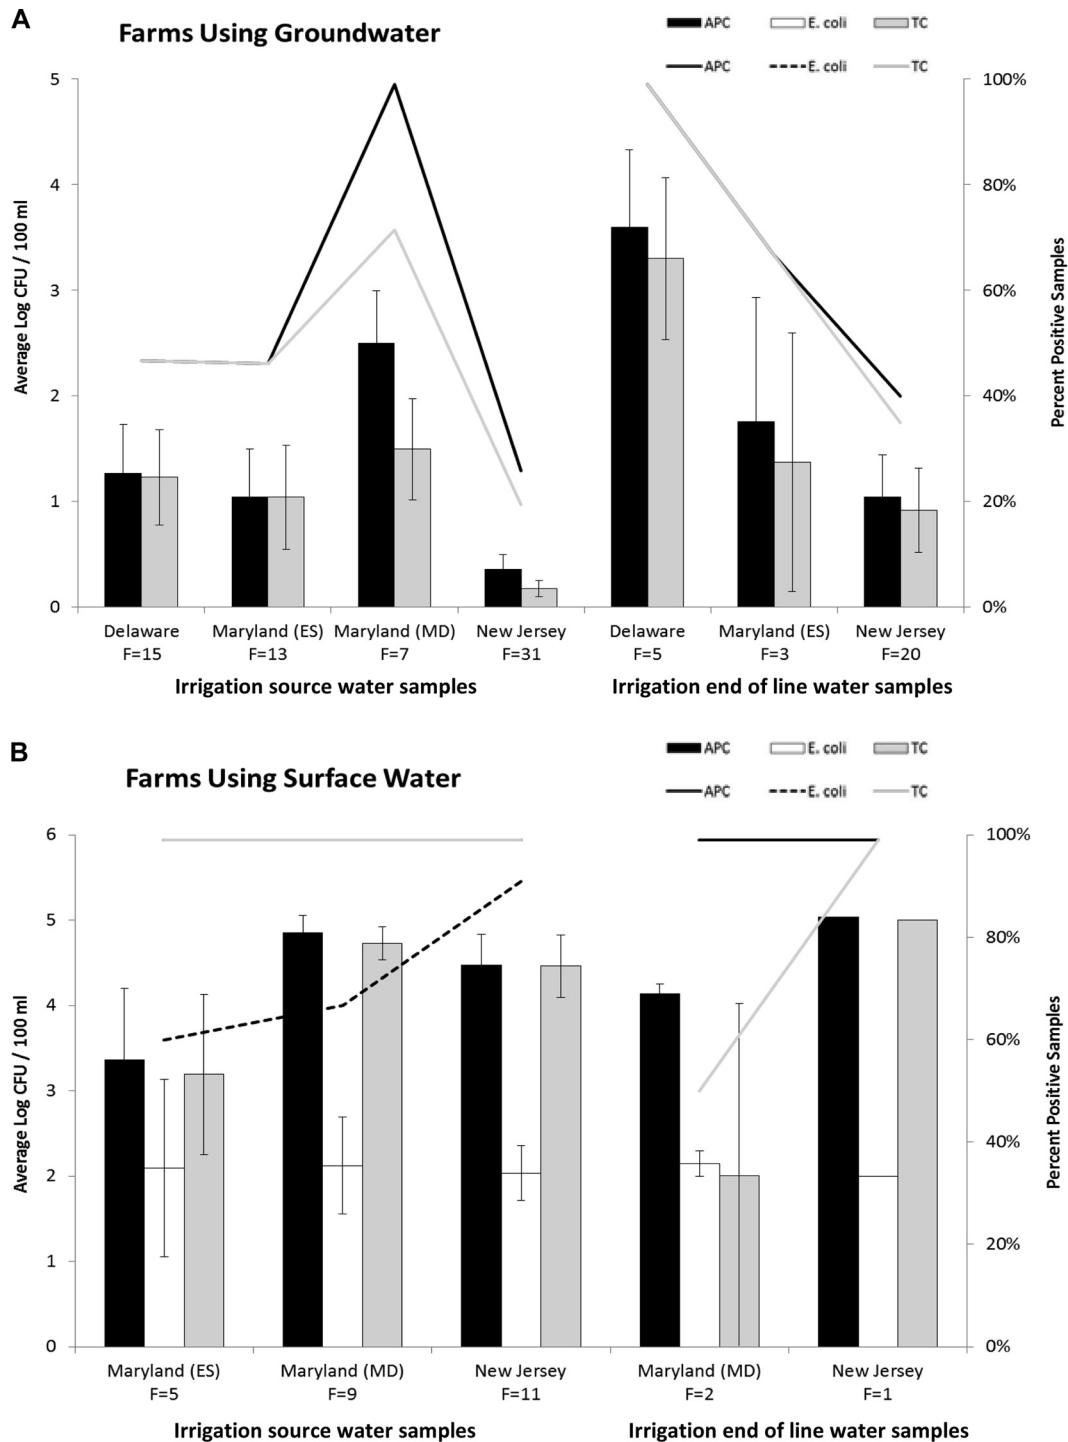 A
Farms Using Groundwater
APC E. coli TC
APC E. coli TC
5 100%
4 80%
3 60%
2 40%
1 20%
0 0%
Average Log CFU / 100 ml
Percent Positive Samples
Delaware Maryland (ES) Maryland (MD) New Jersey Delaware Maryland (ES) New Jersey
F=15 F=13 F=7 F=31 F=5 F=3 F=20
Irrigation source water samples Irrigation end of line water samples
B
Farms Using Surface Water
APC E. coli TC
APC E. coli TC
6 100%
5 80%
4 60%
3 40%
2 20%
1 0%
0
Average Log CFU / 100 ml
Percent Positive Samples
Maryland (ES) Maryland (MD) New Jersey Maryland (MD) New Jersey
F=5 F=9 F=11 F=2 F=1
Irrigation source water samples Irrigation end of line water samples